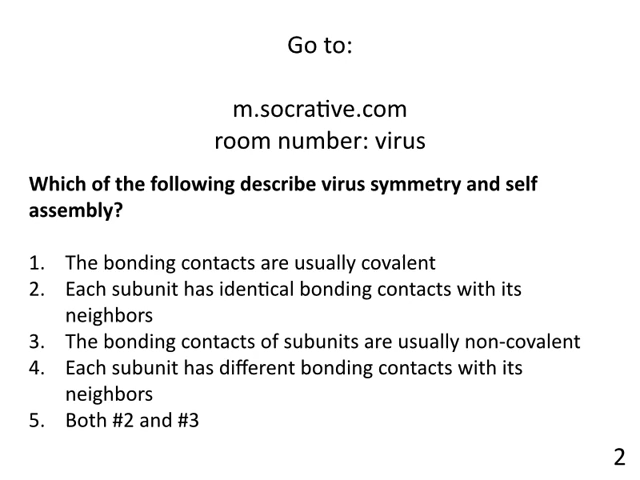 Go to:
m.socrative.com
room number: virus
Which of the following describe virus symmetry and self
assembly?
1. The bonding contacts are usually covalent
2. Each subunit has identical bonding contacts with its
neighbors
3. The bonding contacts of subunits are usually non-covalent
4. Each subunit has different bonding contacts with its
neighbors
5. Both #2 and #3
2